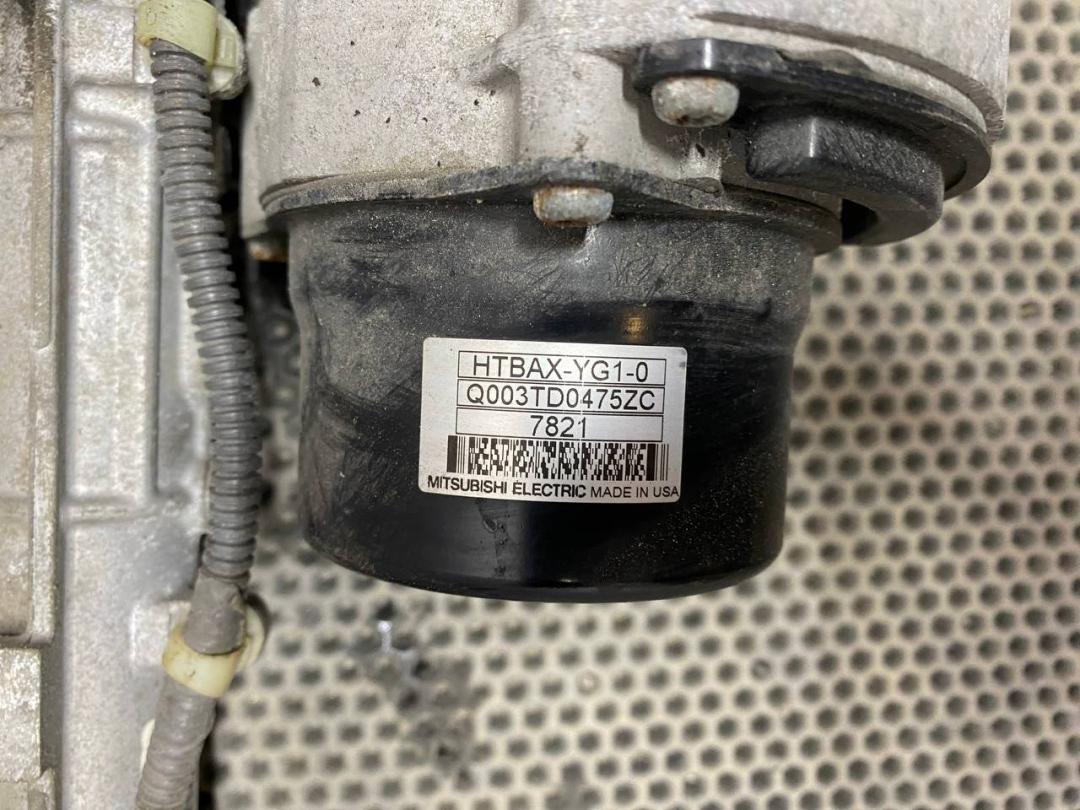 HTBAX-YG1-0
Q003TD0475ZC
7821
MITSUBISHI ELECTRIC MADE IN USA